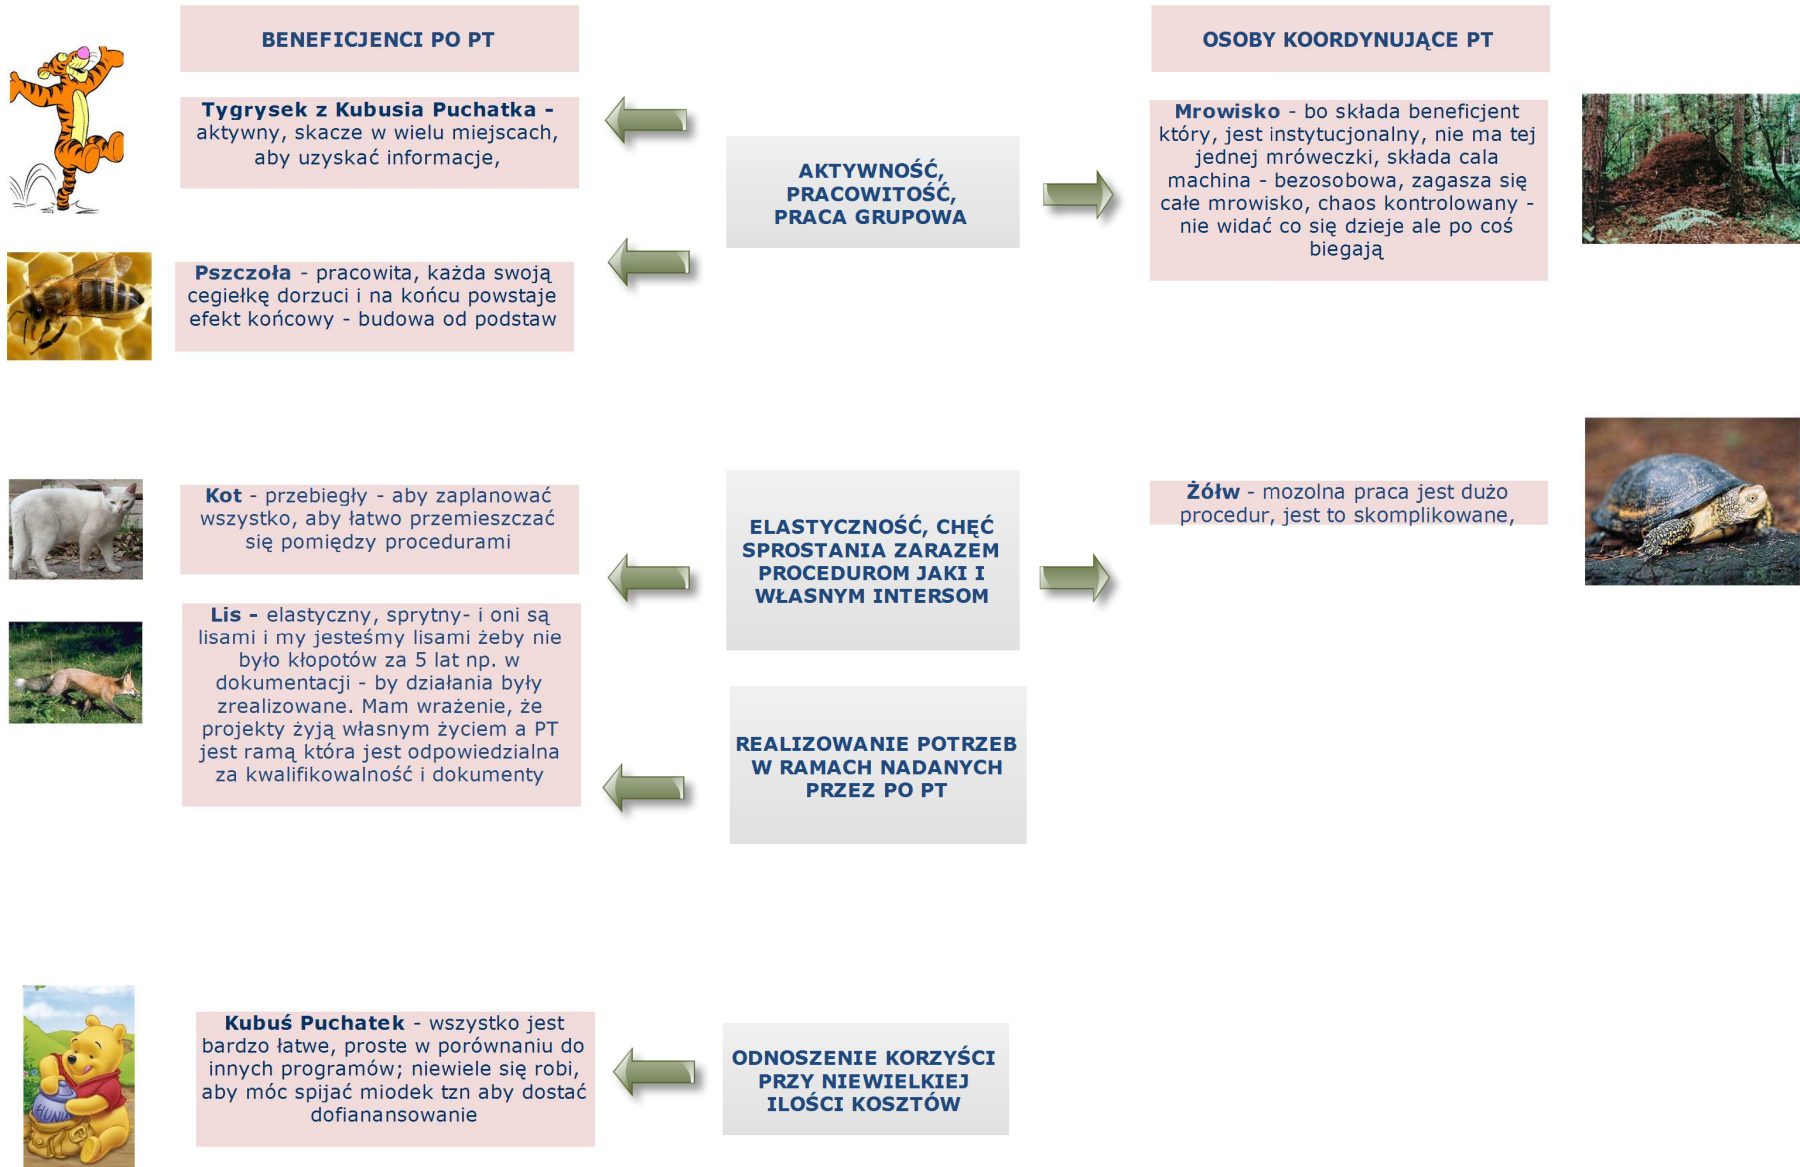 BENEFICJENCI PO PT
OSOBY KOORDYNUJĄCE PT
Tygrysek z Kubusia Puchatka -
aktywny, skacze w wielu miejscach,
aby uzyskać informacje,
AKTYWNOŚĆ,
PRACOWITOŚĆ,
PRACA GRUPOWA
Mrowisko - bo składa beneficjent
który, jest instytucjonalny, nie ma tej
jednej mróweczki, składa cala
machina - bezosobowa, zagasza się
całe mrowisko, chaos kontrolowany -
nie widać co się dzieje ale po coś
biegają
Pszczoła - pracowita, każda swoją
cegiełkę dorzuci i na końcu powstaje
efekt końcowy - budowa od podstaw
Kot - przebiegły - aby zaplanować
wszystko, aby łatwo przemieszczać
się pomiędzy procedurami
ELASTYCZNOŚĆ, CHĘĆ
SPROSTANIA ZARAZEM
PROCEDUROM JAKI I
WŁASNYM INTERSOM
Żółw - mozolna praca jest dużo
procedur, jest to skomplikowane,
Lis - elastyczny, sprytny- i oni są
lisami i my jesteśmy lisami żeby nie
było kłopotów za 5 lat np. w
dokumentacji - by działania były
zrealizowane. Mam wrażenie, że
projekty żyją własnym życiem a PT
jest ramą która jest odpowiedzialna
za kwalifikowalność i dokumenty
REALIZOWANIE POTRZEB
W RAMACH NADANYCH
PRZEZ PO PT
Kubuś Puchatek - wszystko jest
bardzo łatwe, proste w porównaniu do
innych programów; niewiele się robi,
aby móc spijać miodek tzn aby dostać
dofianansowanie
HUNNY
ODNOSZENIE KORZYŚCI
PRZY NIEWIELKIEJ
ILOŚCI KOSZTÓW